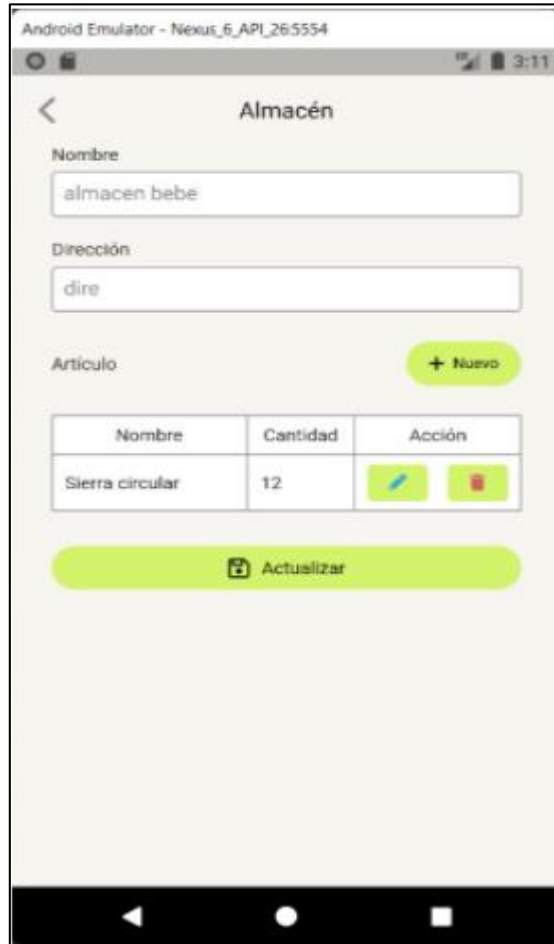 Android Emulator - Nexus_6_API_26:5554
3:11
Almacén
Nombre
almacen bebe
Dirección
dire
Artículo
+ Nuevo
Nombre Cantidad Acción
Sierra circular 12
Actualizar